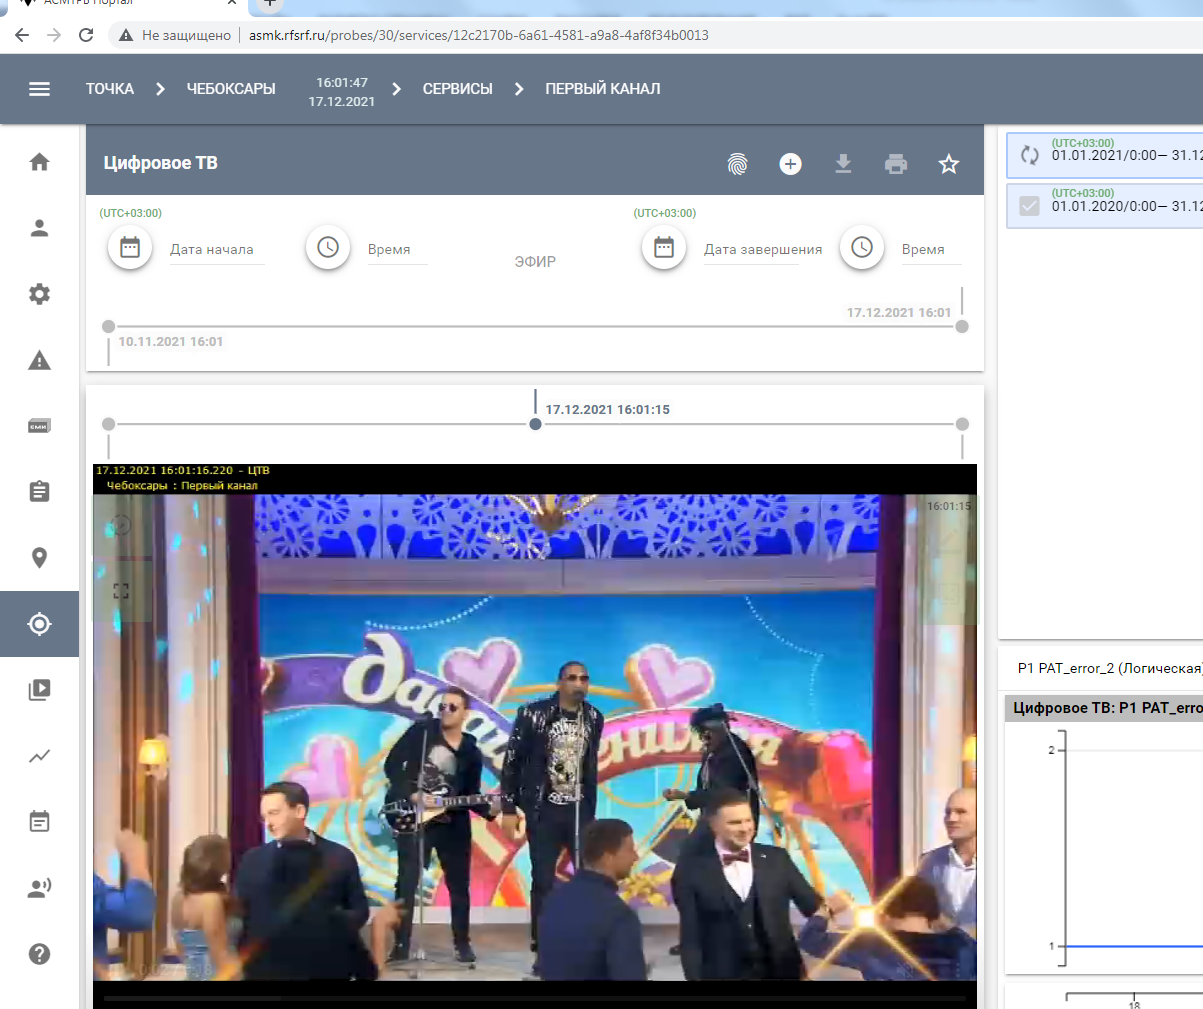 АСМТРВ Портал
Не защищено
asmk.rfsrf.ru/probes/30/services/12c2170b-6a61-4581-a9a8-4af8f34b0013
ТОЧКА
ЧЕБОКСАРЫ
16:01:47
17.12.2021
СЕРВИСЫ
ПЕРВЫЙ КАНАЛ
Цифровое ТВ
(UTC+03:00)
Дата начала
Время
ЭФИР
(UTC+03:00)
Дата завершения
Время
17.12.2021 16:01
10.11.2021 16:01
17.12.2021 16:01:15
17.12.2021 16:01:16.220 - ЦТВ
Чебоксары : Первый канал
16:01:15
СМИ
(UTC+03:00)
01.01.2021/0:00— 31.12
(UTC+03:00)
01.01.2020/0:00— 31.12
P1 PAT_error_2 (Логическая)
Цифровое ТВ: P1 PAT_erro
2
1
18